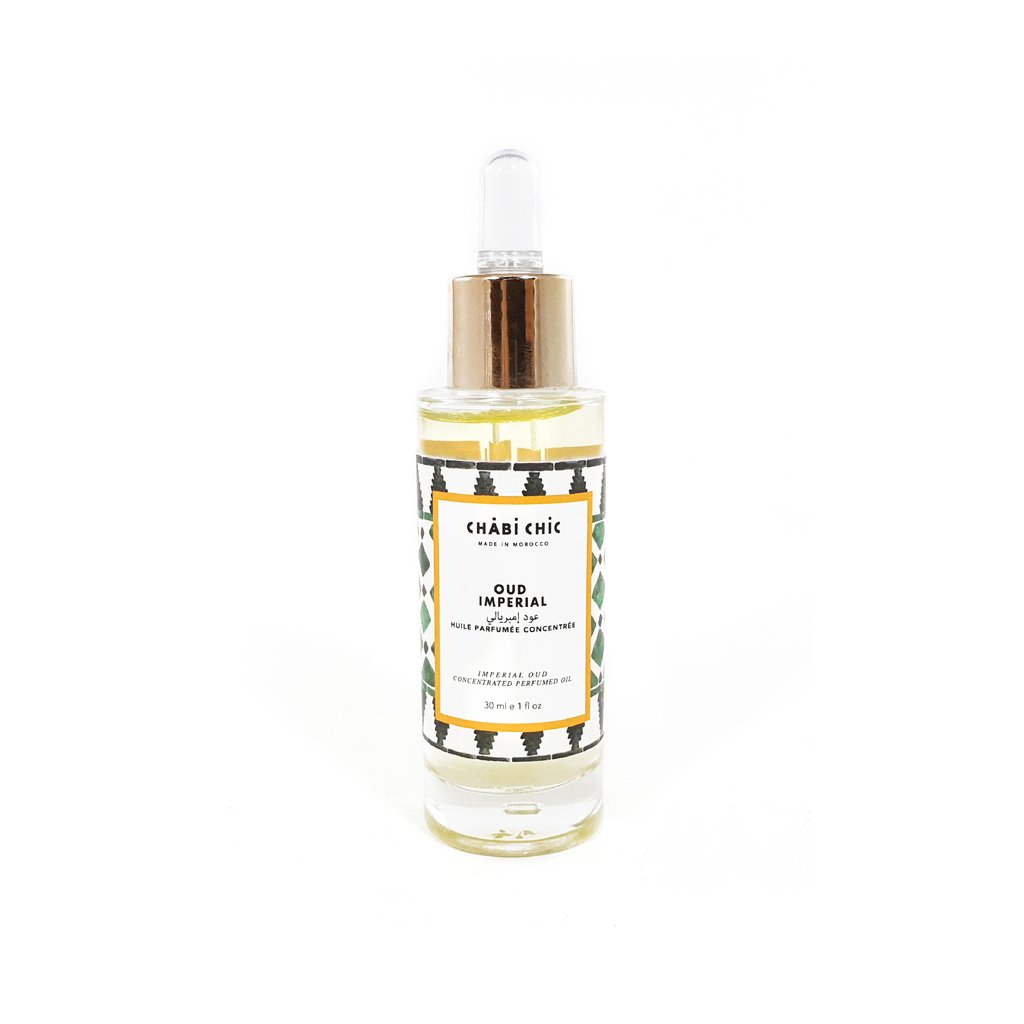 CHÀBi CHiC
MADE iN MOROCCO
OUD
IMPERIAL
عود إمبريالي
HUILE PARFUMÉE CONCENTRÉE
IMPERIAL OUD
CONCENTRATED PERFUMED OIL
30 ml e 1 fl oz